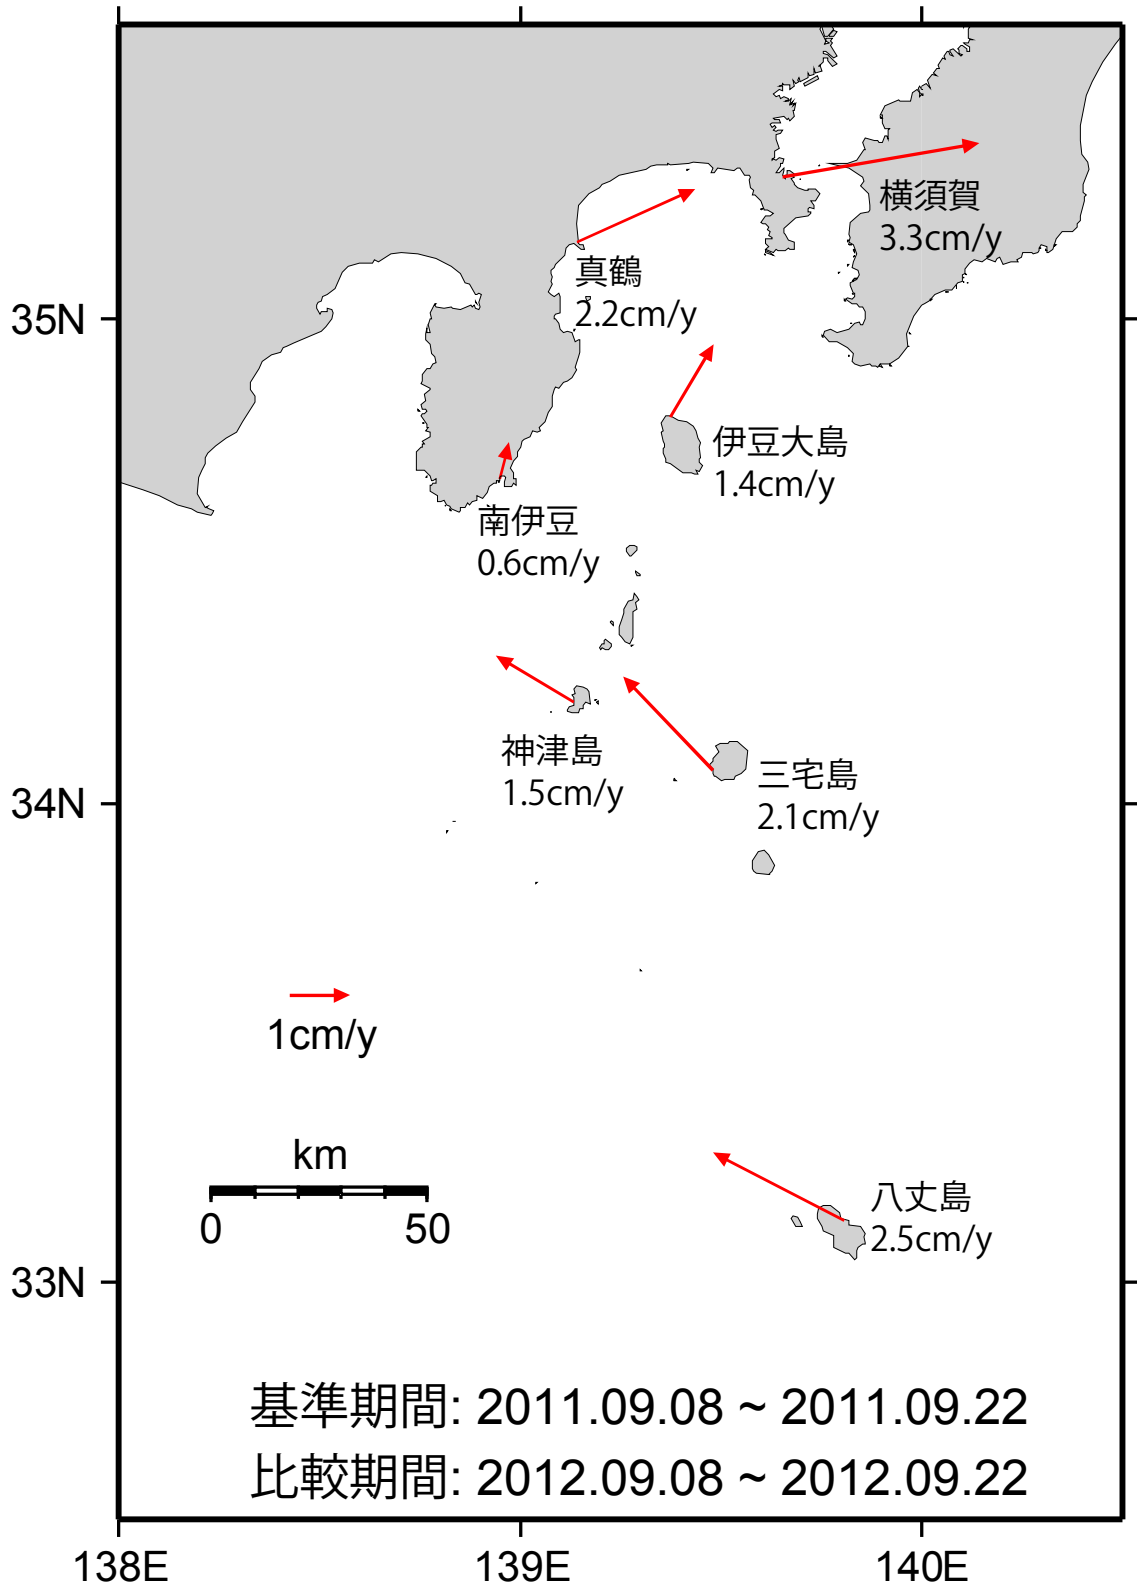 横須賀
3.3cm/y
真鶴
2.2cm/y
35N
伊豆大島
1.4cm/y
南伊豆
0.6cm/y
神津島
1.5cm/y
三宅島
2.1cm/y
34N
1cm/y
km
0 50
八丈島
2.5cm/y
33N
基準期間: 2011.09.08 ~ 2011.09.22
比較期間: 2012.09.08 ~ 2012.09.22
138E 139E 140E